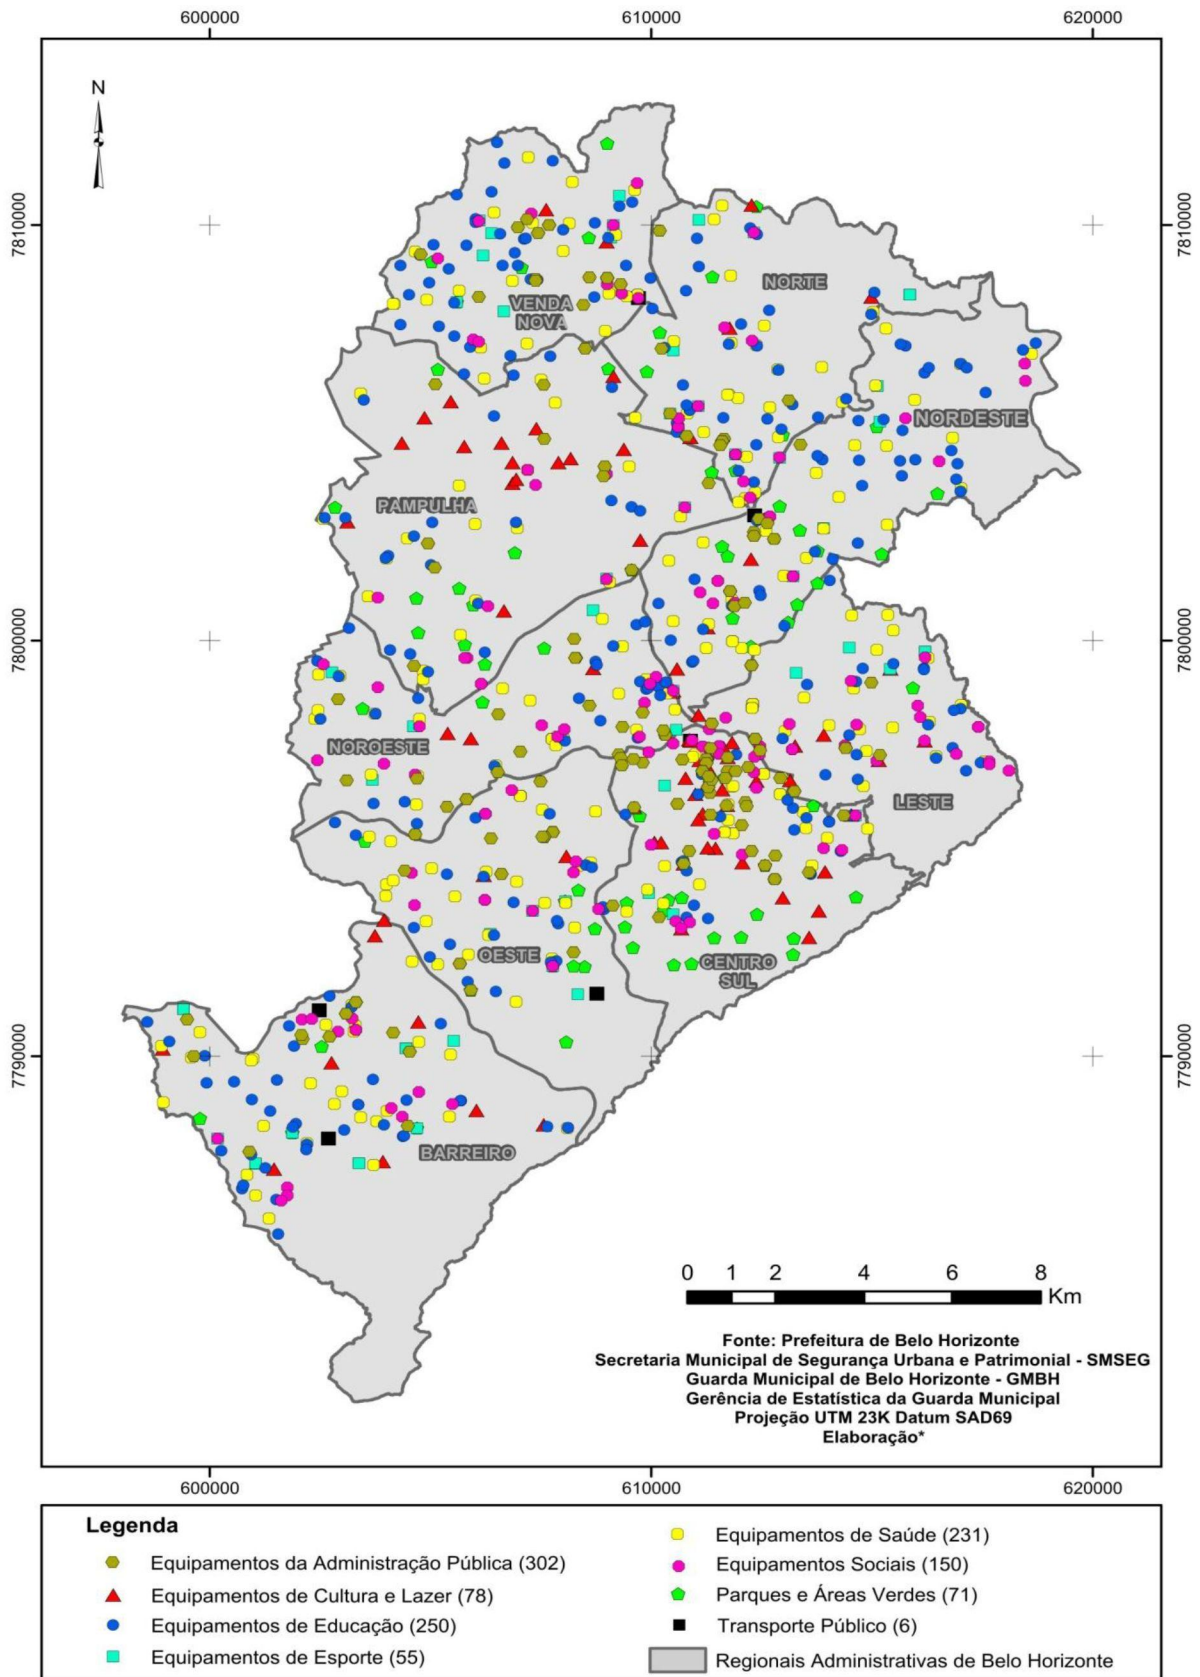 600000
610000
620000
N
7810000
7810000
NORTE
VENDA
NOVA
NORDESTE
PAMPULHA
7800000
7800000
NOROESTE
LESTE
OESTE
CENTRO
SUL
7790000
7790000
BARREIRO
0 1 2 4 6 8
Km
Fonte: Prefeitura de Belo Horizonte
Secretaria Municipal de Segurança Urbana e Patrimonial - SMSEG
Guarda Municipal de Belo Horizonte - GMBH
Gerência de Estatística da Guarda Municipal
Projeção UTM 23K Datum SAD69
Elaboração*
600000
610000
620000
Legenda
Equipamentos da Administração Pública (302)
Equipamentos de Cultura e Lazer (78)
Equipamentos de Educação (250)
Equipamentos de Esporte (55)
Equipamentos de Saúde (231)
Equipamentos Sociais (150)
Parques e Áreas Verdes (71)
Transporte Público (6)
Regionais Administrativas de Belo Horizonte